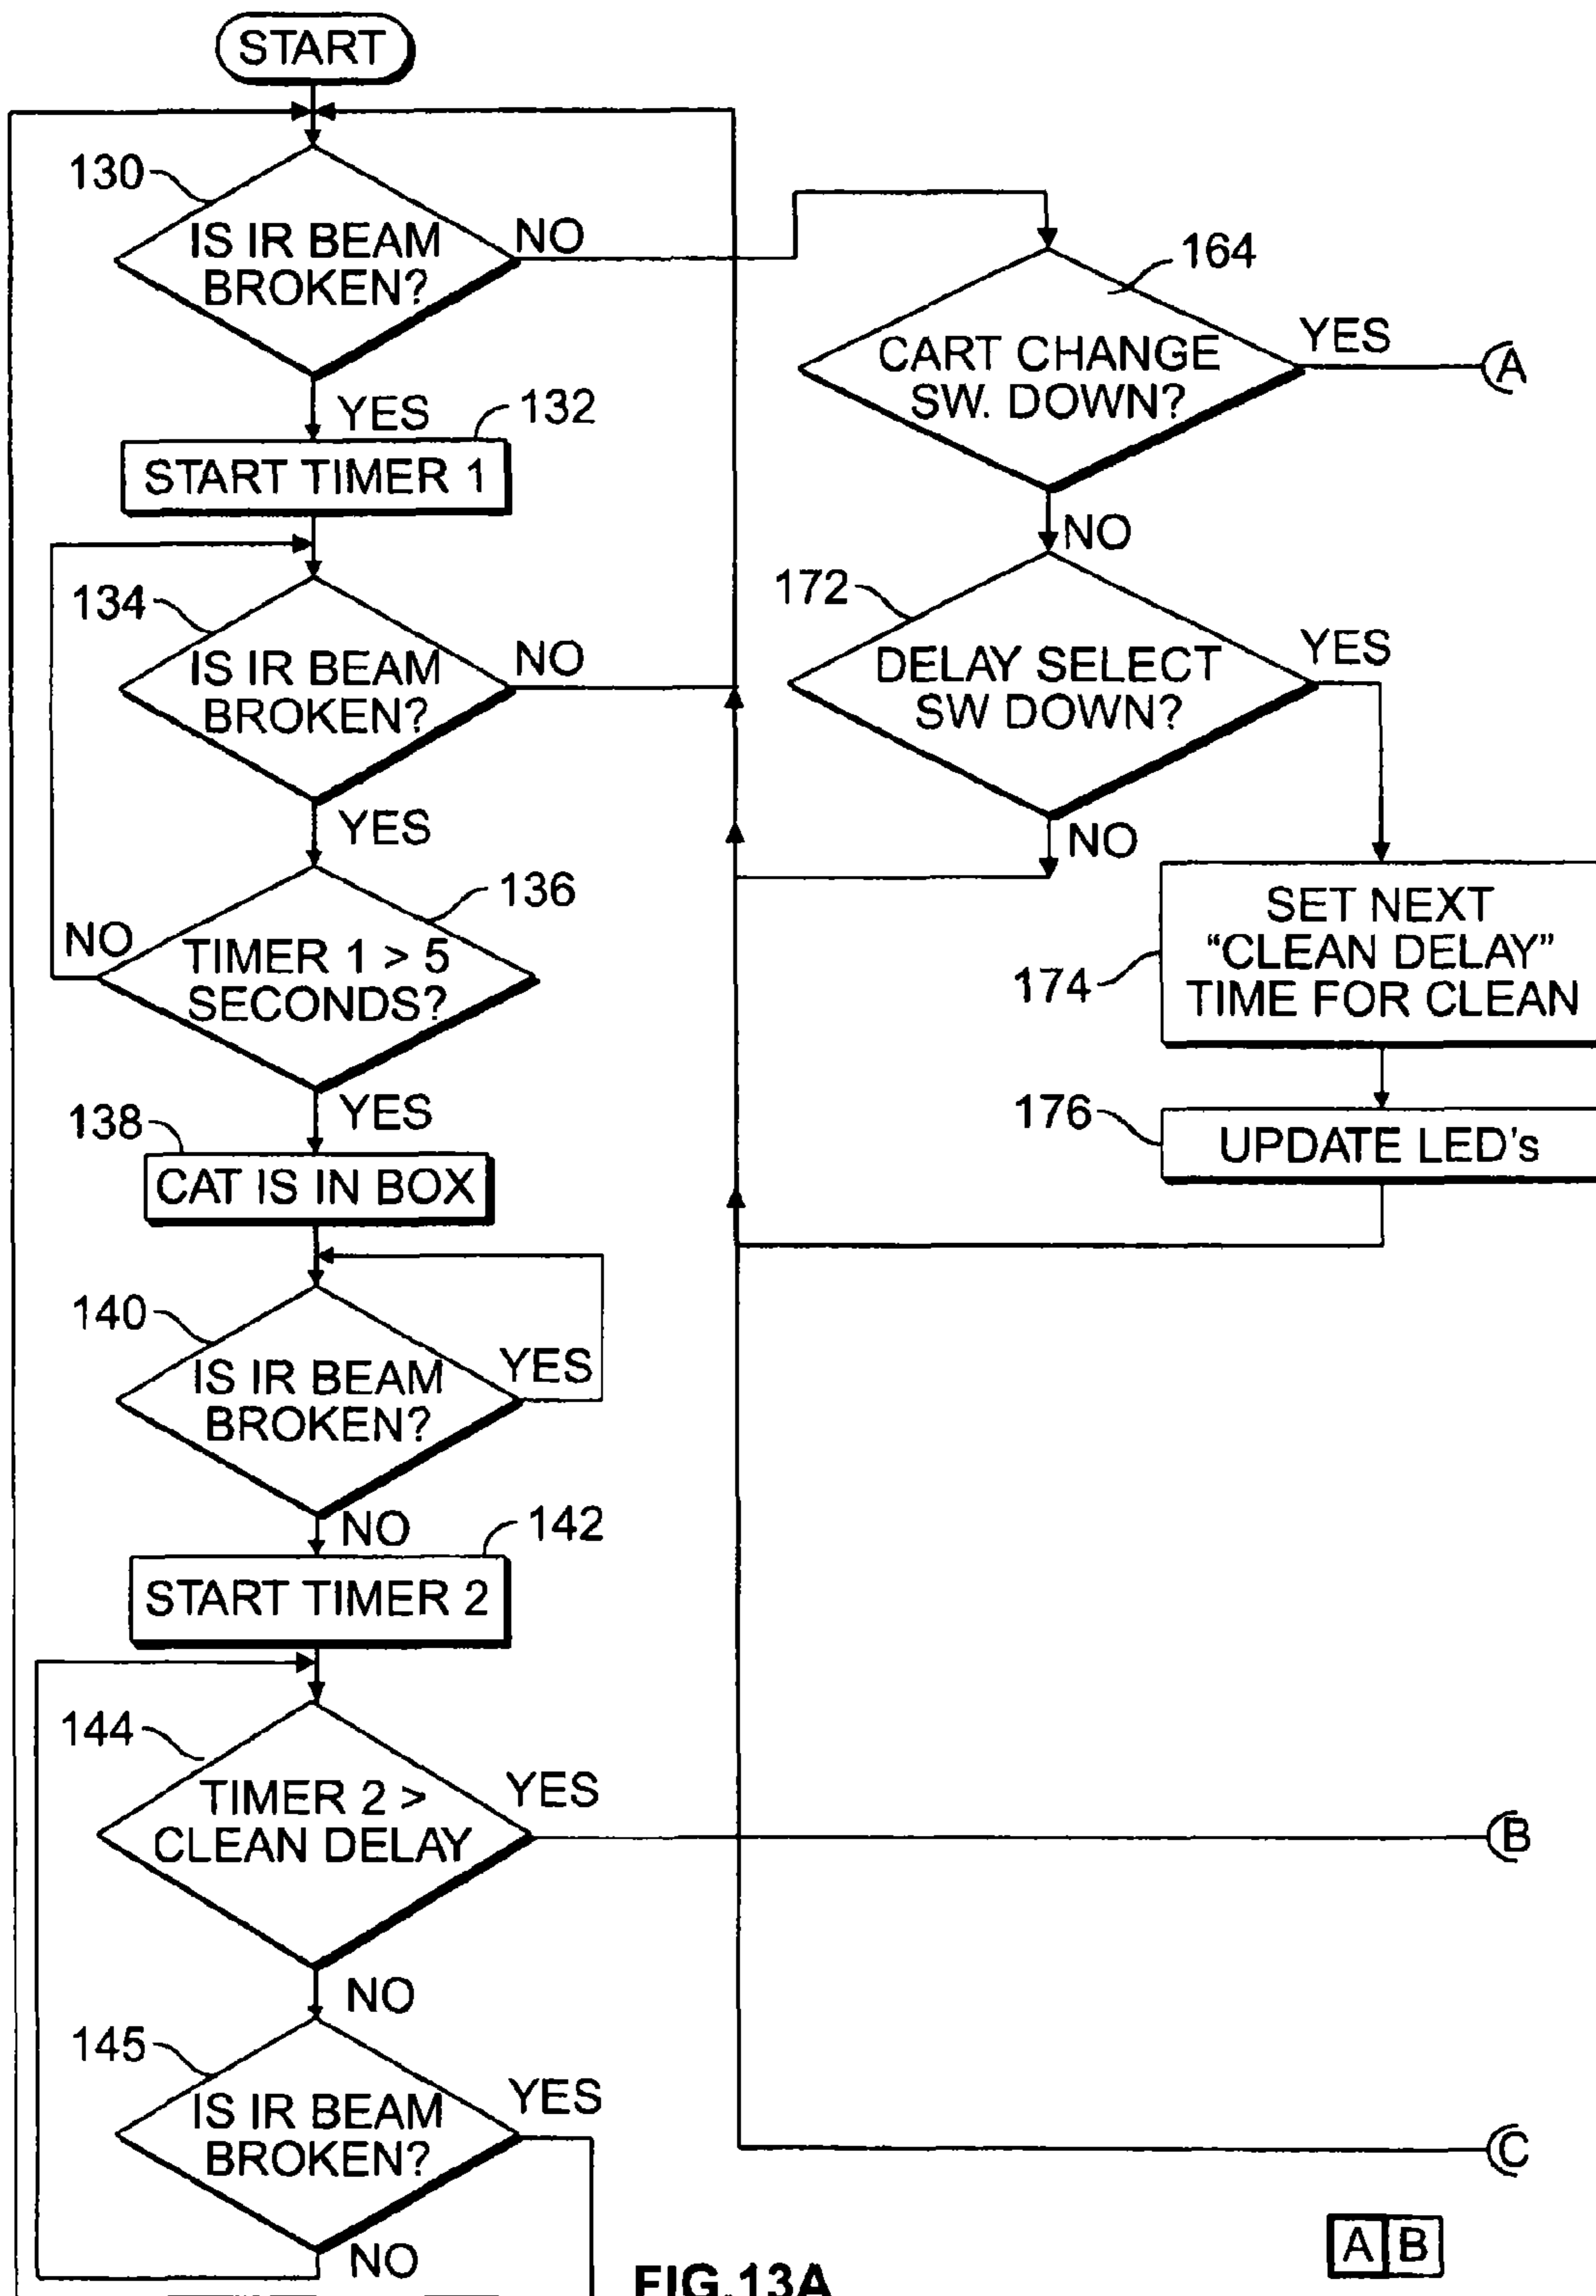 START
130
IS IR BEAM
BROKEN?
NO
YES
132
START TIMER 1
134
IS IR BEAM
BROKEN?
NO
YES
136
NO
TIMER 1 > 5
SECONDS?
YES
138
CAT IS IN BOX
140
IS IR BEAM
BROKEN?
YES
NO
142
START TIMER 2
144
TIMER 2 >
CLEAN DELAY
YES
B
NO
145
IS IR BEAM
BROKEN?
YES
NO
164
CART CHANGE
SW. DOWN?
YES
A
NO
172
DELAY SELECT
SW DOWN?
YES
NO
174
SET NEXT
“CLEAN DELAY”
TIME FOR CLEAN
176
UPDATE LED's
C
A B
FIG.13A